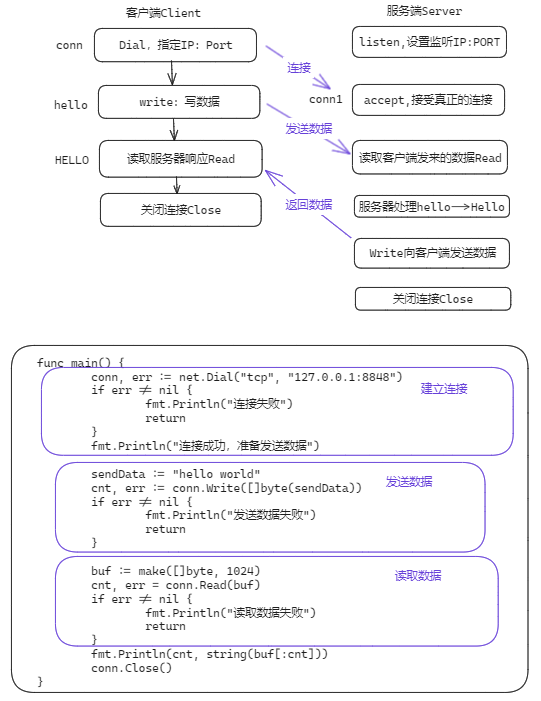 客户端Client
服务端Server
conn
Dial，指定IP：Port
listen,设置监听IP:PORT
连接
hello
write：写数据
conn1
accept,接受真正的连接
发送数据
HELLO
读取服务器响应Read
读取客户端发来的数据Read
关闭连接Close
返回数据
服务器处理hello-->Hello
Write向客户端发送数据
关闭连接Close
func main() {
conn, err := net.Dial("tcp", "127.0.0.1:8848")
建立连接
if err != nil {
fmt.Println("连接失败")
return
}
fmt.Println("连接成功，准备发送数据")
sendData := "hello world"
发送数据
cnt, err := conn.Write([]byte(sendData))
if err != nil {
fmt.Println("发送数据失败")
return
}
buf := make([]byte, 1024)
读取数据
cnt, err = conn.Read(buf)
if err != nil {
fmt.Println("读取数据失败")
return
}
fmt.Println(cnt, string(buf[:cnt]))
conn.Close()
}